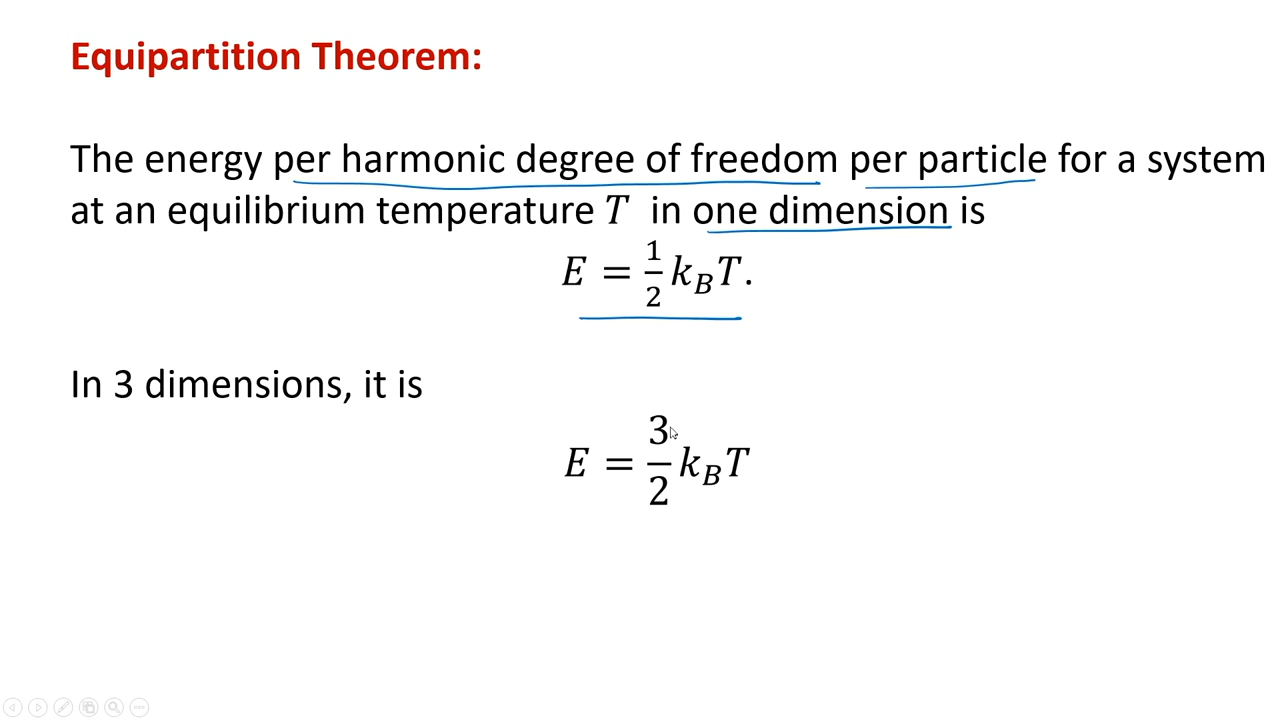 Equipartition Theorem:
The energy per harmonic degree of freedom per particle for a system
at an equilibrium temperature T in one dimension is
E = 1/2 k_B T.
In 3 dimensions, it is
E = 3/2 k_B T